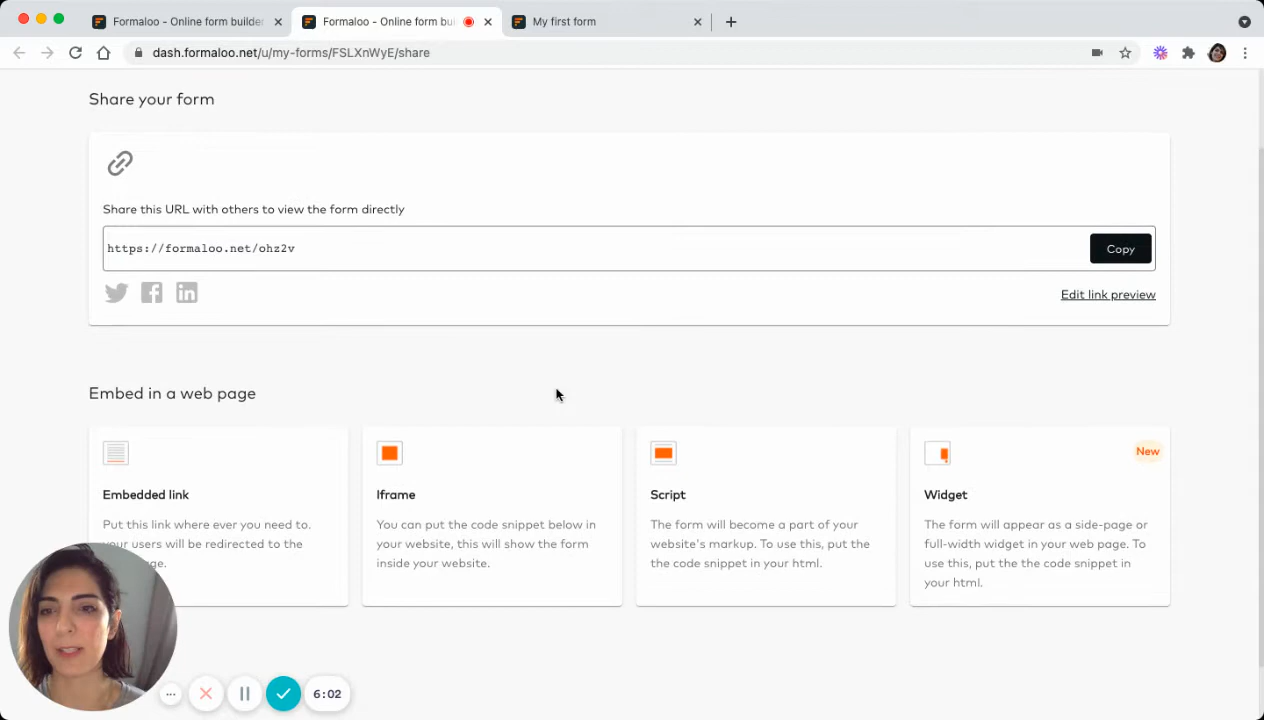 Formaloo - Online form builder
Formaloo - Online form bui
My first form
dash.formaloo.net/u/my-forms/FSLXnWyE/share
Share your form
Share this URL with others to view the form directly
https://formaloo.net/ohz2v
Copy
Edit link preview
Embed in a web page
New
Embedded link
Put this link where ever you need to.
your users will be redirected to the
ge.
Iframe
You can put the code snippet below in
your website, this will show the form
inside your website.
Script
The form will become a part of your
website's markup. To use this, put the
the code snippet in your html.
Widget
The form will appear as a side-page or
full-width widget in your web page. To
use this, put the the code snippet in
your html.
6:02